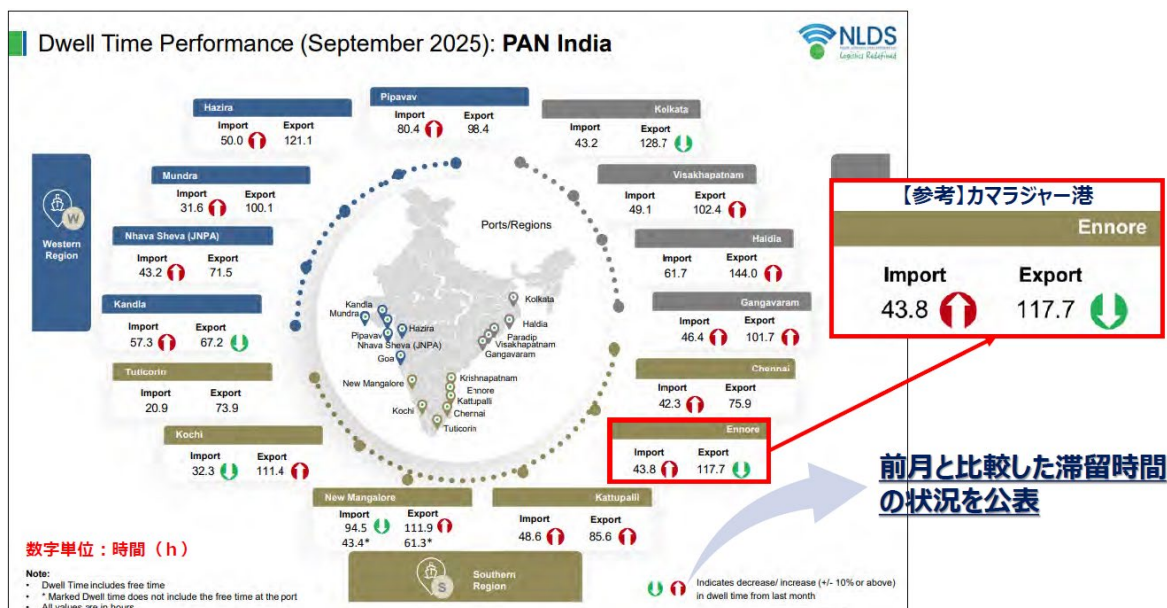 Dwell Time Performance (September 2025): PAN India
NLDS
Logistics Redefined
Hazira
Import Export
50.0 121.1
Pipavav
Import Export
80.4 98.4
Kolkata
Import Export
43.2 128.7
Mundra
Import Export
31.6 100.1
Visakhapatnam
Import Export
49.1 102.4
W
Western
Region
Nhava Sheva (JNPA)
Import Export
43.2 71.5
Haldia
Import Export
61.7 144.0
Kandla
Import Export
57.3 67.2
Gangavaram
Import Export
46.4 101.7
Tuticorin
Import Export
20.9 73.9
Chennai
Import Export
42.3 75.9
Kochi
Import Export
32.3 111.4
Ennore
Import Export
43.8 117.7
New Mangalore
Import Export
94.5 111.9
43.4* 61.3*
Kattupalli
Import Export
48.6 85.6
Ports/Regions
Kandla
Mundra
Pipavav
Hazira
Nhava Sheva (JNPA)
Goa
New Mangalore
Kochi
Kolkata
Haldia
Paradip
Visakhapatnam
Gangavaram
Krishnapatnam
Ennore
Kattupalli
Chennai
Tuticorin
S
Southern
Region
【参考】カマラジャー港
Ennore
Import Export
43.8 117.7
前月と比較した滞留時間
の状況を公表
数字単位：時間（h）
Note:
• Dwell Time includes free time
• * Marked Dwell time does not include the free time at the port
• All values are in hours
Indicates decrease/ increase (+/- 10% or above)
in dwell time from last month